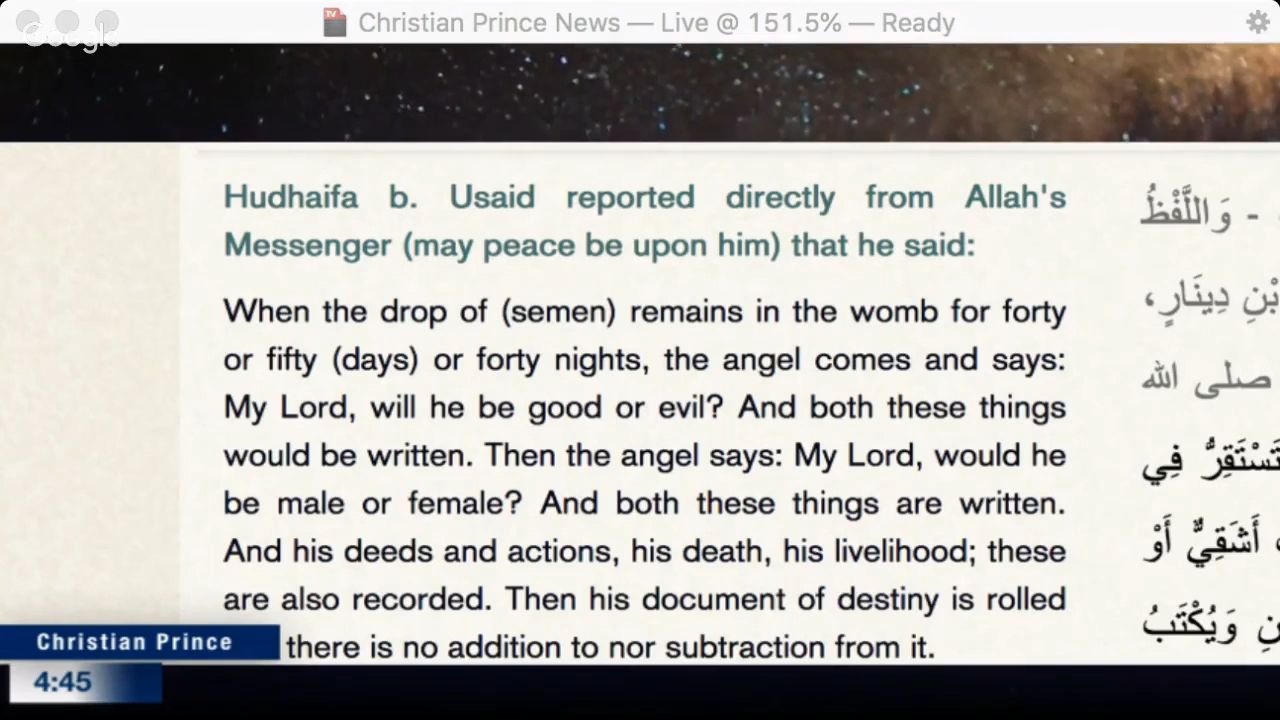 Christian Prince News — Live @ 151.5% — Ready
Google
Hudhaifa b. Usaid reported directly from Allah's
Messenger (may peace be upon him) that he said:
When the drop of (semen) remains in the womb for forty
or fifty (days) or forty nights, the angel comes and says:
My Lord, will he be good or evil? And both these things
would be written. Then the angel says: My Lord, would he
be male or female? And both these things are written.
And his deeds and actions, his death, his livelihood; these
are also recorded. Then his document of destiny is rolled
there is no addition to nor subtraction from it.
- وَاللَّفْظُ
بْنِ دِينَارٍ،
صلى الله
تَسْتَقِرُّ فِي
أَشَقِيٌّ أَوْ
وَيُكْتَبُ
Christian Prince
4:45